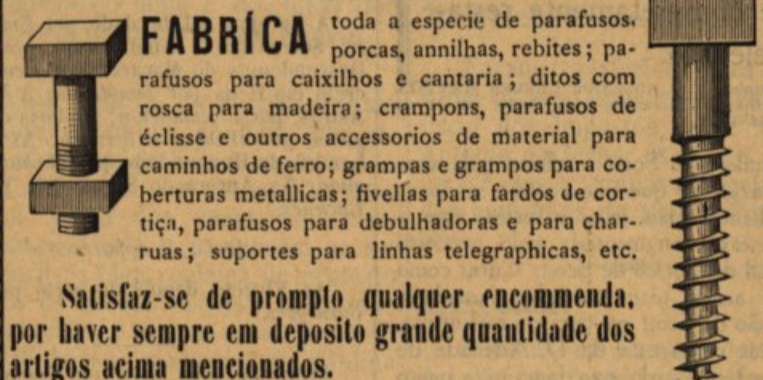 FABRÍCA toda a especie de parafusos.
porcas, annilhas, rebites; pa-
rafusos para caixilhos e cantaria; ditos com
rosca para madeira; crampons, parafusos de
éclisse e outros accessorios de material para
caminhos de ferro; grampas e grampos para co-
berturas metallicas; fivellas para fardos de cor-
tiça, parafusos para debulhadoras e para char-
ruas; suportes para linhas telegraphicas, etc.
Satisfaz-se de prompto qualquer encommenda.
por haver sempre em deposito grande quantidade dos
artigos acima mencionados.